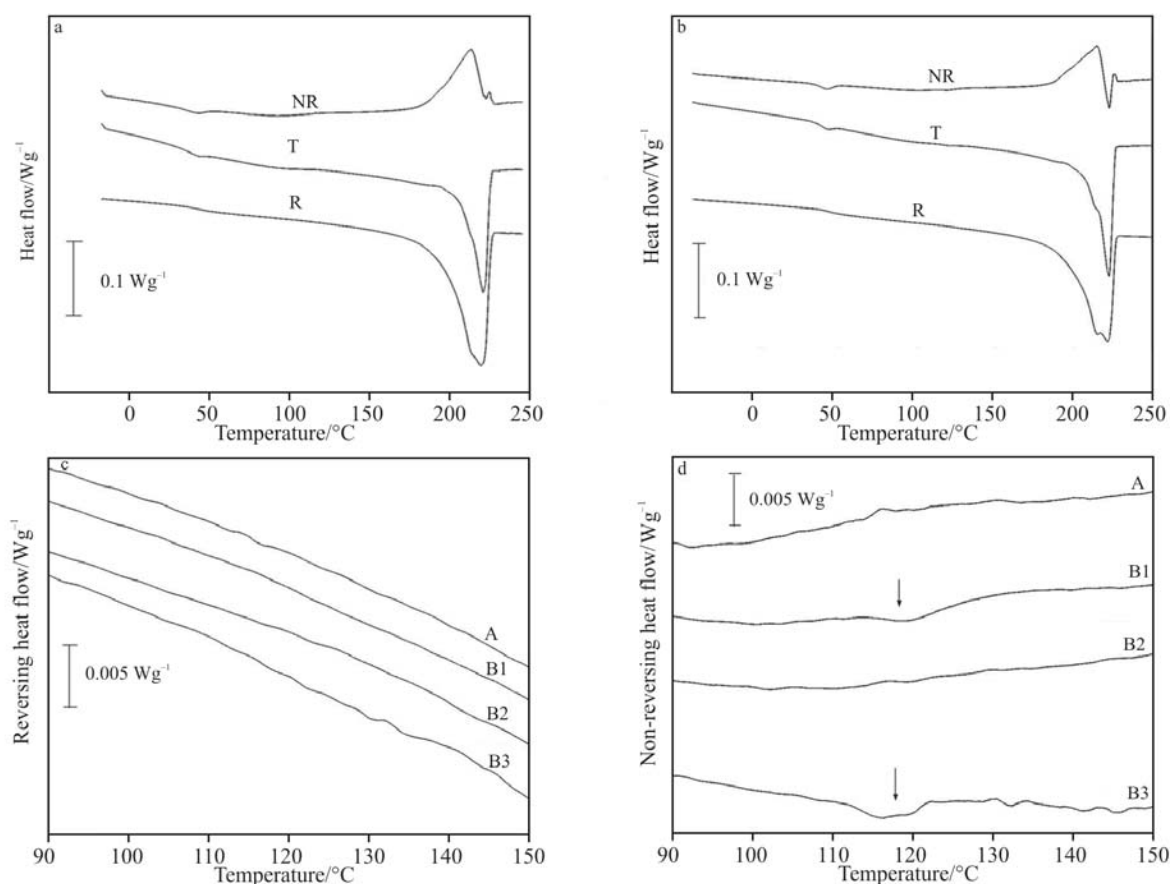 a
NR
T
R
0.1 Wg⁻¹
Heat flow/Wg⁻¹
0 50 100 150 200 250
Temperature/°C
b
NR
T
R
0.1 Wg⁻¹
Heat flow/Wg⁻¹
0 50 100 150 200 250
Temperature/°C
c
A
B1
B2
B3
0.005 Wg⁻¹
Reversing heat flow/Wg⁻¹
90 100 110 120 130 140 150
Temperature/°C
d
0.005 Wg⁻¹
A
B1
B2
B3
Non-reversing heat flow/Wg⁻¹
90 100 110 120 130 140 150
Temperature/°C